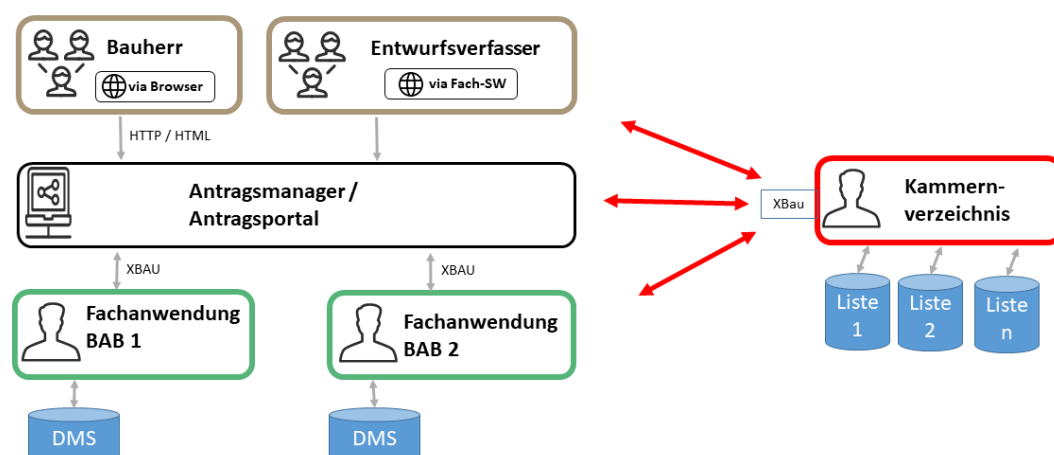 Bauherr
via Browser
Entwurfsverfasser
via Fach-SW
HTTP / HTML
Antragsmanager /
Antragsportal
XBau
Kammern-
verzeichnis
XBAU
XBAU
Fachanwendung
BAB 1
Fachanwendung
BAB 2
Liste
1
Liste
2
Liste
n
DMS
DMS